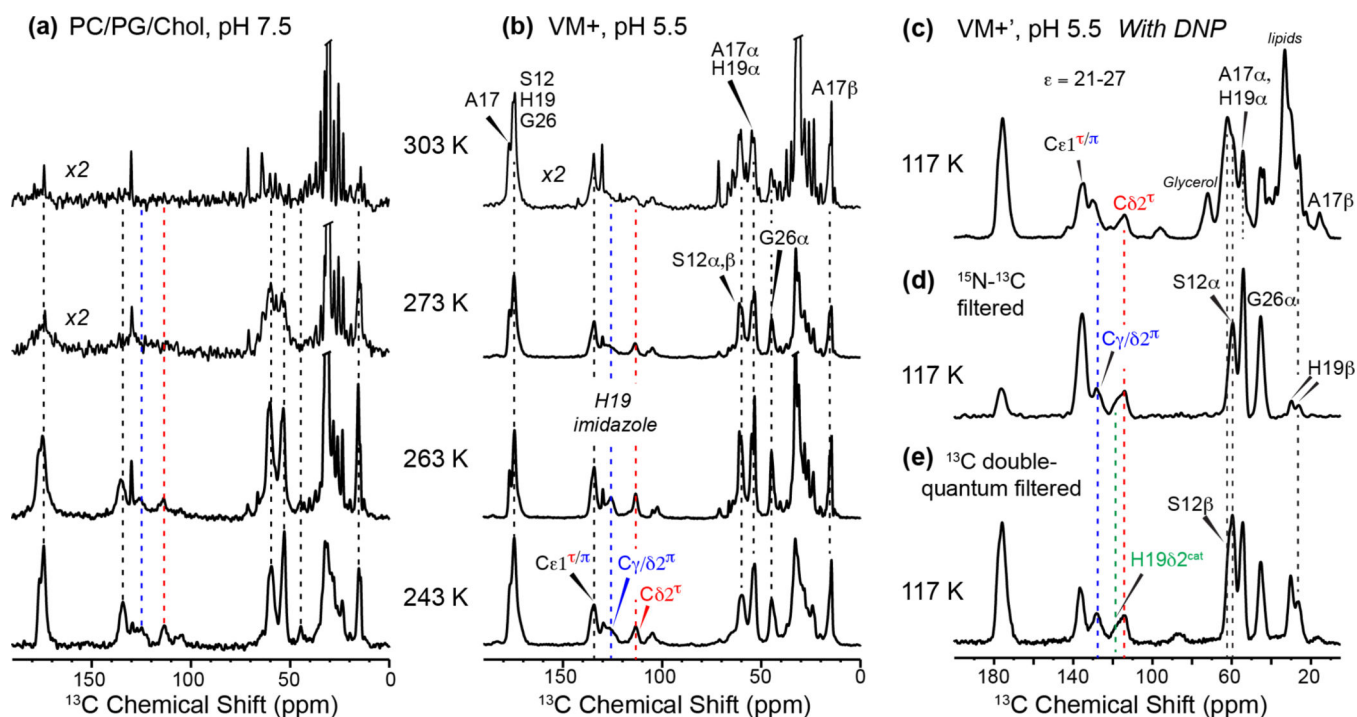 (a) PC/PG/Chol, pH 7.5
x2
x2
150 100 50
¹³C Chemical Shift (ppm)
303 K
273 K
263 K
243 K
(b) VM+, pH 5.5
A17
S12
H19
G26
A17α
H19α
A17β
x2
S12α,β
G26α
H19
imidazole
Cε1τ/π
Cγ/δ2π
Cδ2τ
150 100 50 0
¹³C Chemical Shift (ppm)
(c) VM+’, pH 5.5 With DNP
lipids
ε = 21-27
A17α,
H19α
117 K
Cε1τ/π
Glycerol
Cδ2τ
A17β
(d) ¹⁵N-¹³C
filtered
S12α
G26α
117 K
Cγ/δ2π
H19β
(e) ¹³C double-
quantum filtered
S12β
H19δ2cat
117 K
180 140 100 60 20
¹³C Chemical Shift (ppm)